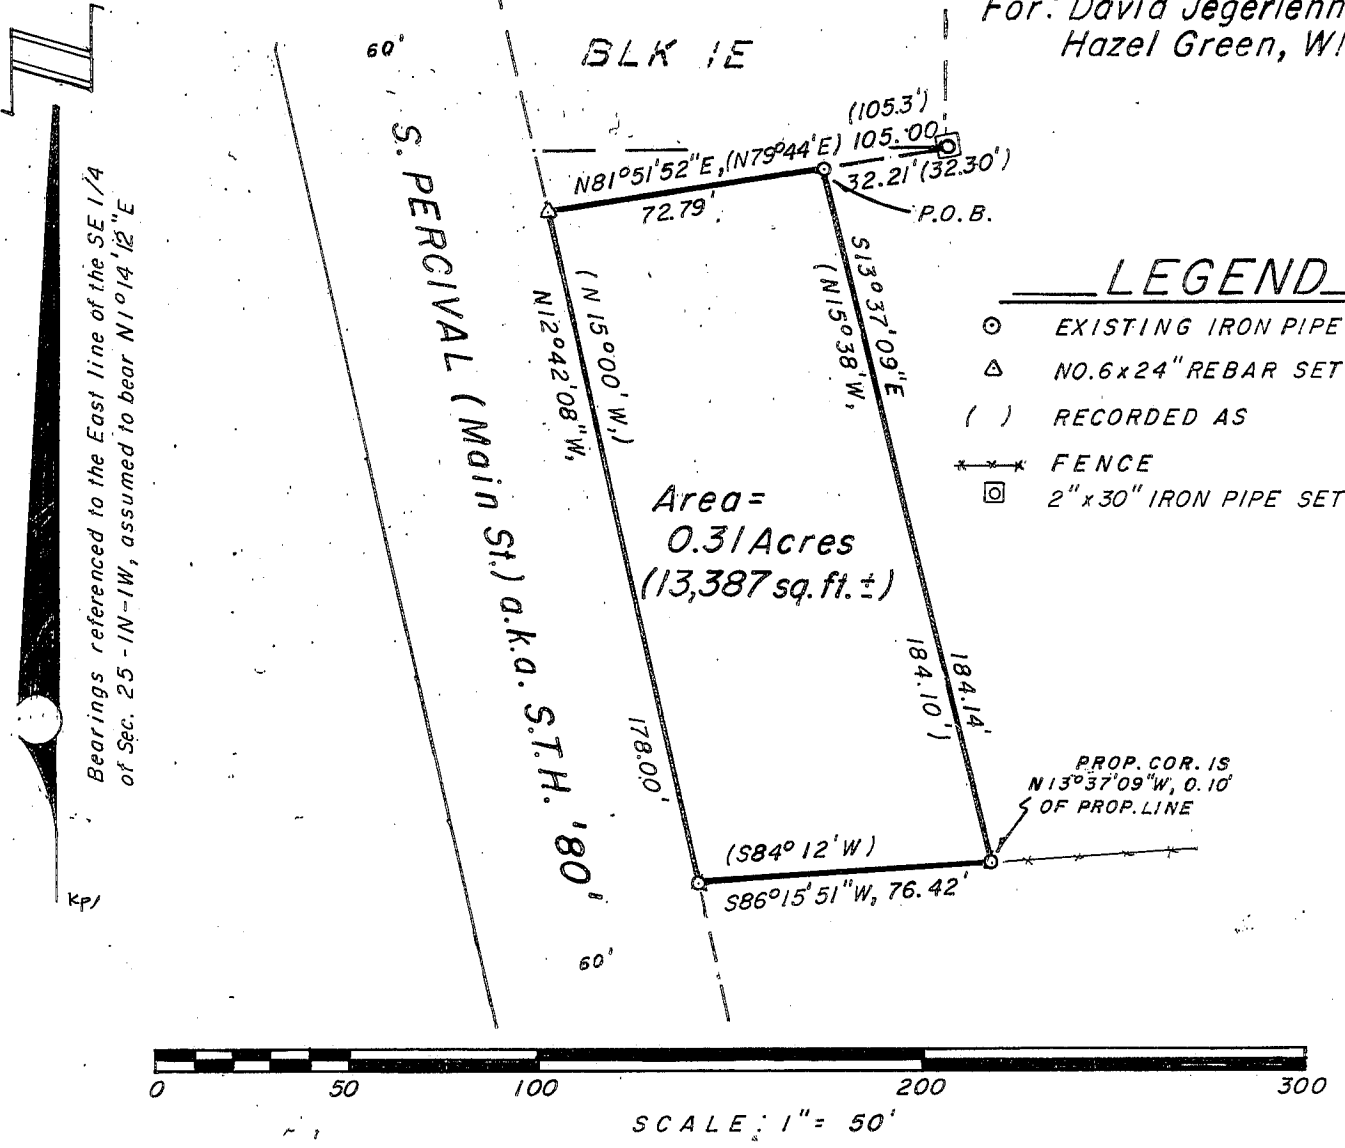 For: David Jegerlehn
Hazel Green, WI
60'
BLK 1E
(105.3')
N81°51'52"E, (N79°44'E) 105.00
72.79'
32.21' (32.30')
P.O.B.
S. PERCIVAL (Main St.) a.k.a. S.T.H. '80'
60'
Bearings referenced to the East line of the SE 1/4
of Sec. 25-1N-1W, assumed to bear N1°14'12"E
Kpl
(N15°00'W,)
N12°42'08"W,
178.00'
S13°37'09"E
(N15°38'W,
184.14'
184.10')
Area=
0.31 Acres
(13,387 sq. ft. ±)
(S84°12'W)
S86°15'51"W, 76.42'
PROP. COR. IS
N13°37'09"W, 0.10'
OF PROP. LINE
LEGEND
EXISTING IRON PIPE
NO.6x24" REBAR SET
( ) RECORDED AS
FENCE
2"x30" IRON PIPE SET
0 50 100 200 300
SCALE: 1"= 50'